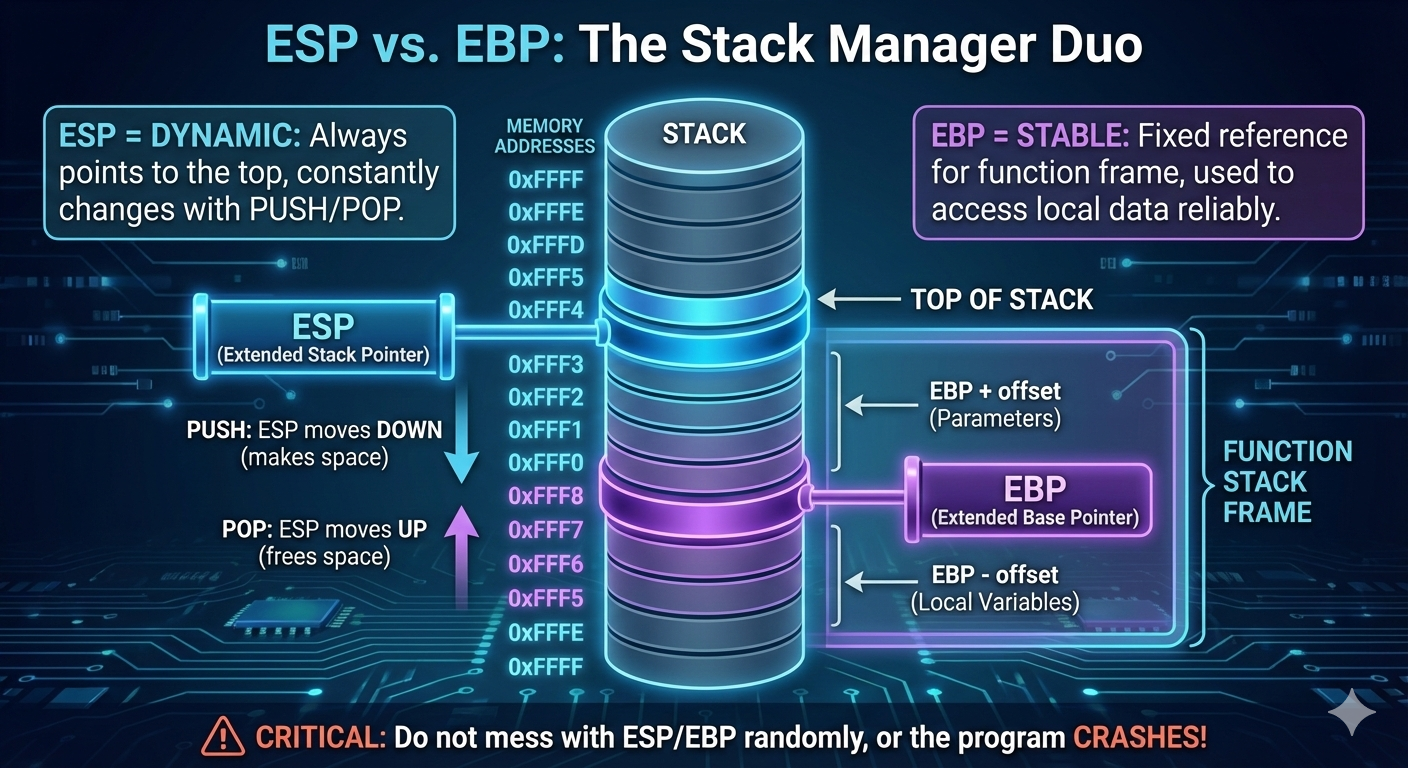 ESP vs. EBP: The Stack Manager Duo
ESP = DYNAMIC: Always
points to the top, constantly
changes with PUSH/POP.
MEMORY
ADDRESSES
STACK
EBP = STABLE: Fixed reference
for function frame, used to
access local data reliably.
0xFFFF
0xFFFE
0xFFFD
0xFFF5
0xFFF4
TOP OF STACK
ESP
(Extended Stack Pointer)
0xFFF3
0xFFF2
0xFFF1
0xFFF0
0xFFF8
0xFFF7
0xFFF6
0xFFF5
0xFFFE
0xFFFF
PUSH: ESP moves DOWN
(makes space)
POP: ESP moves UP
(frees space)
EBP + offset
(Parameters)
EBP
(Extended Base Pointer)
EBP - offset
(Local Variables)
FUNCTION
STACK
FRAME
CRITICAL: Do not mess with ESP/EBP randomly, or the program CRASHES!